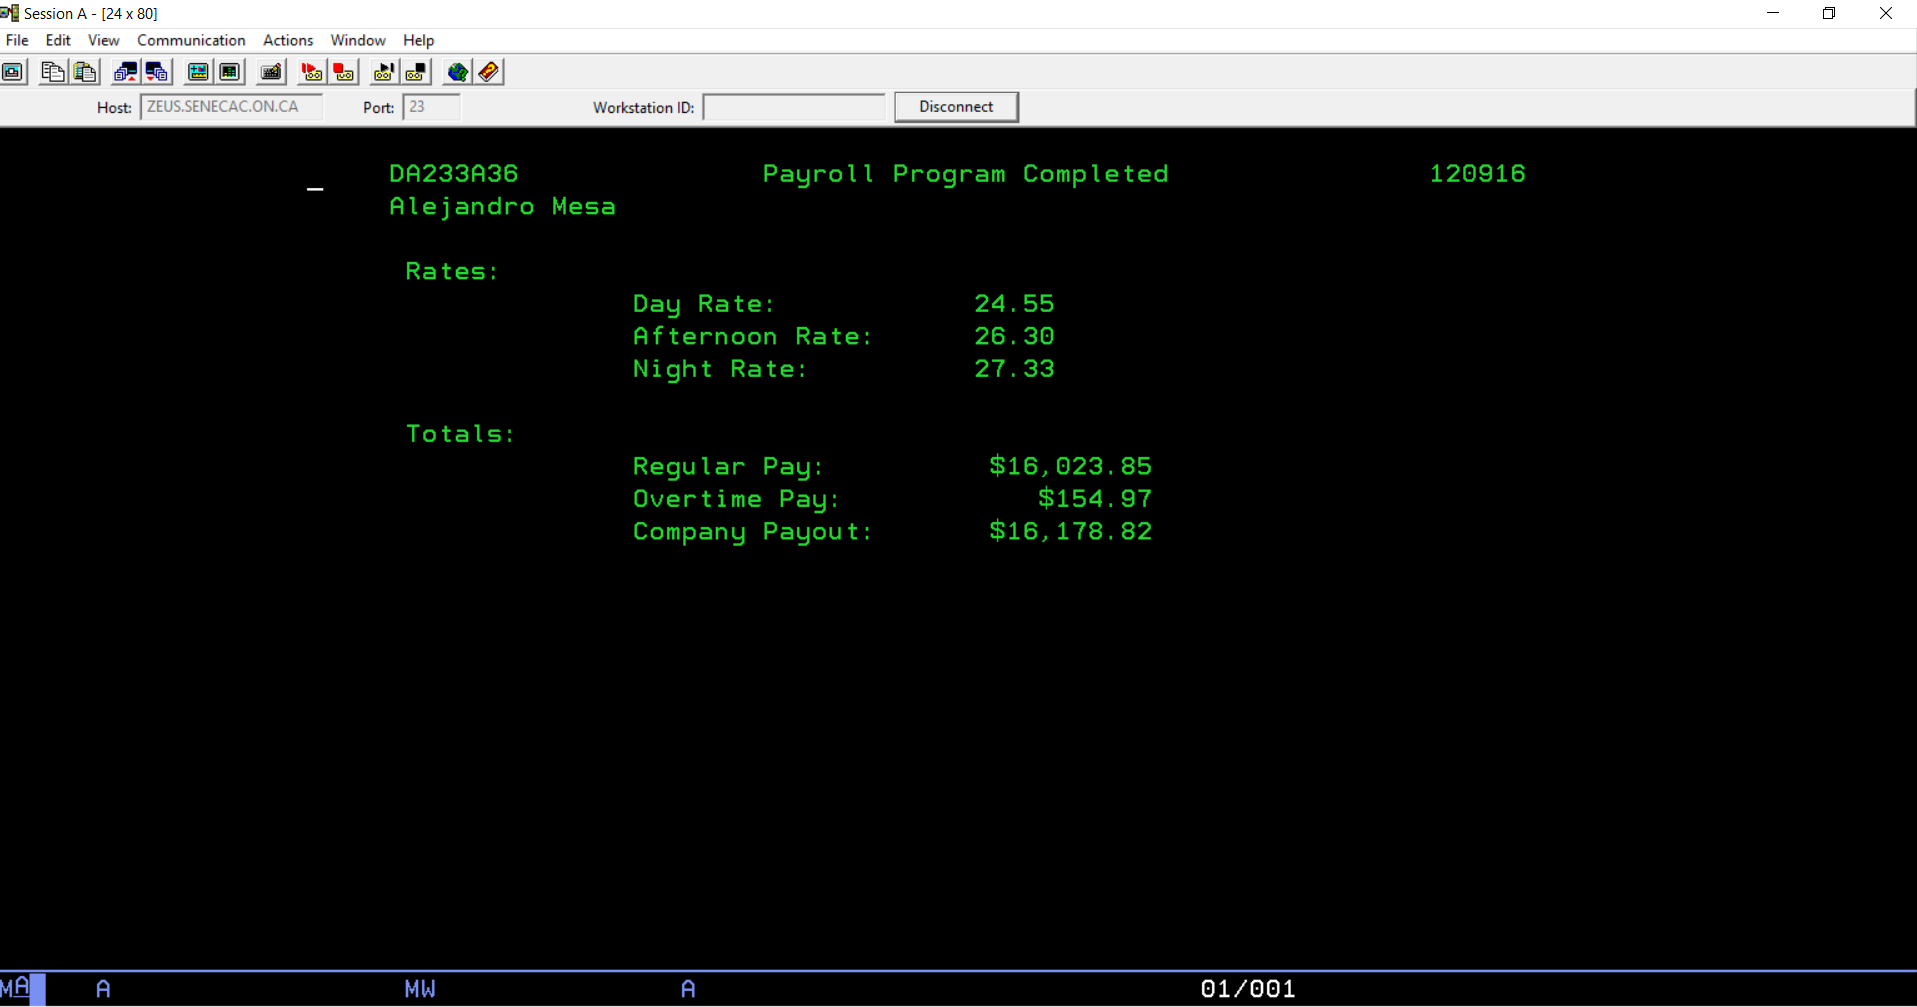 Session A - [24 x 80]
File Edit View Communication Actions Window Help
Host: ZEUS.SENECAC.ON.CA Port: 23 Workstation ID: Disconnect
DA233A36 Payroll Program Completed 120916
Alejandro Mesa
Rates:
Day Rate: 24.55
Afternoon Rate: 26.30
Night Rate: 27.33
Totals:
Regular Pay: $16,023.85
Overtime Pay: $154.97
Company Payout: $16,178.82
MA A MW A 01/001